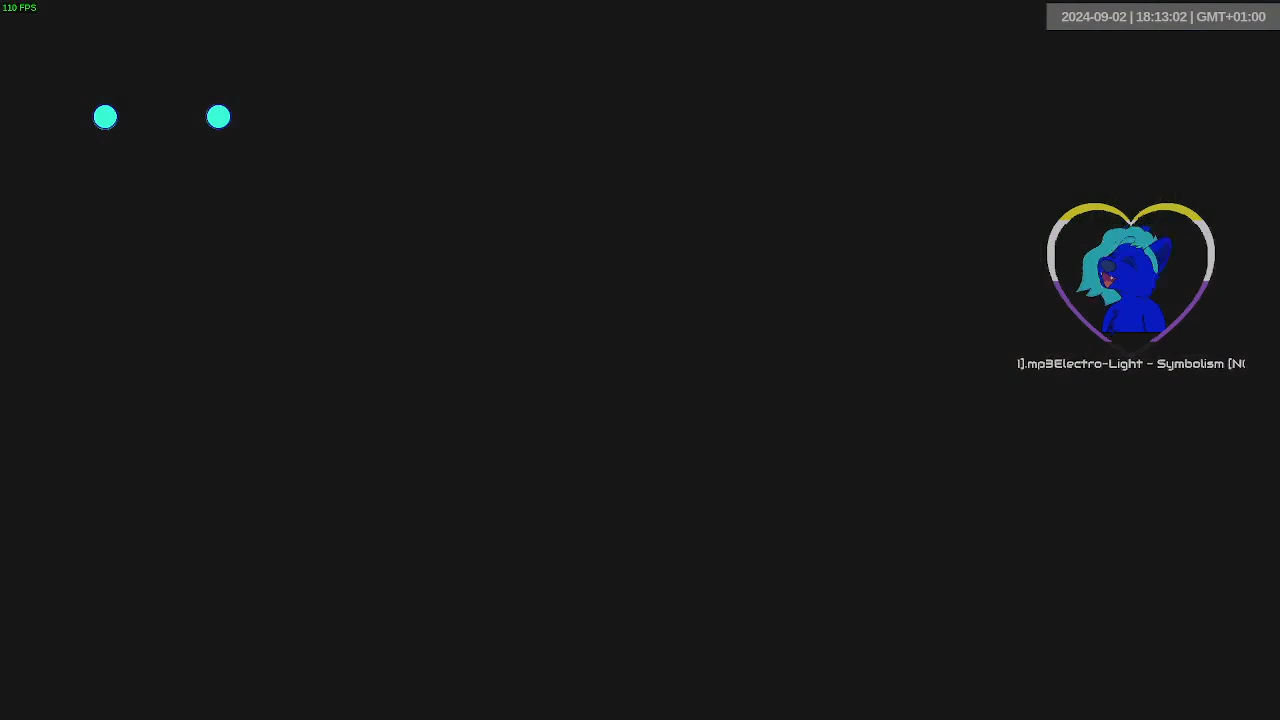 110 FPS
2024-09-02 | 18:13:02 | GMT+01:00
].mp3Electro-Light - Symbolism [N